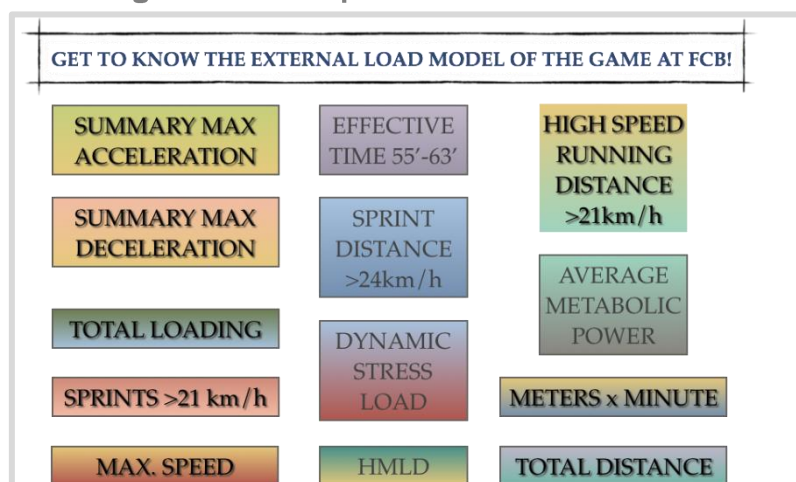 GET TO KNOW THE EXTERNAL LOAD MODEL OF THE GAME AT FCB!
SUMMARY MAX
ACCELERATION
SUMMARY MAX
DECELERATION
TOTAL LOADING
SPRINTS >21 km/h
MAX. SPEED
EFFECTIVE
TIME 55'-63'
SPRINT
DISTANCE
>24km/h
DYNAMIC
STRESS
LOAD
HMLD
HIGH SPEED
RUNNING
DISTANCE
>21km/h
AVERAGE
METABOLIC
POWER
METERS x MINUTE
TOTAL DISTANCE